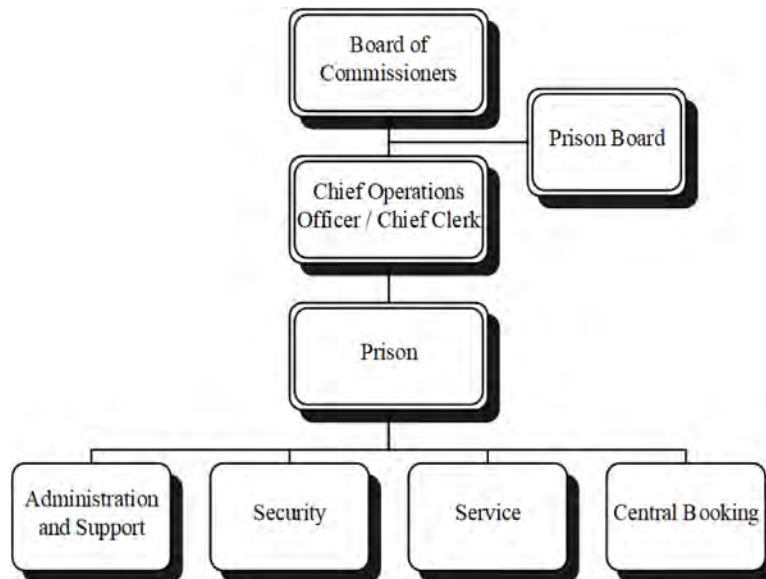 Board of
Commissioners
Prison Board
Chief Operations
Officer / Chief Clerk
Prison
Administration
and Support
Security
Service
Central Booking